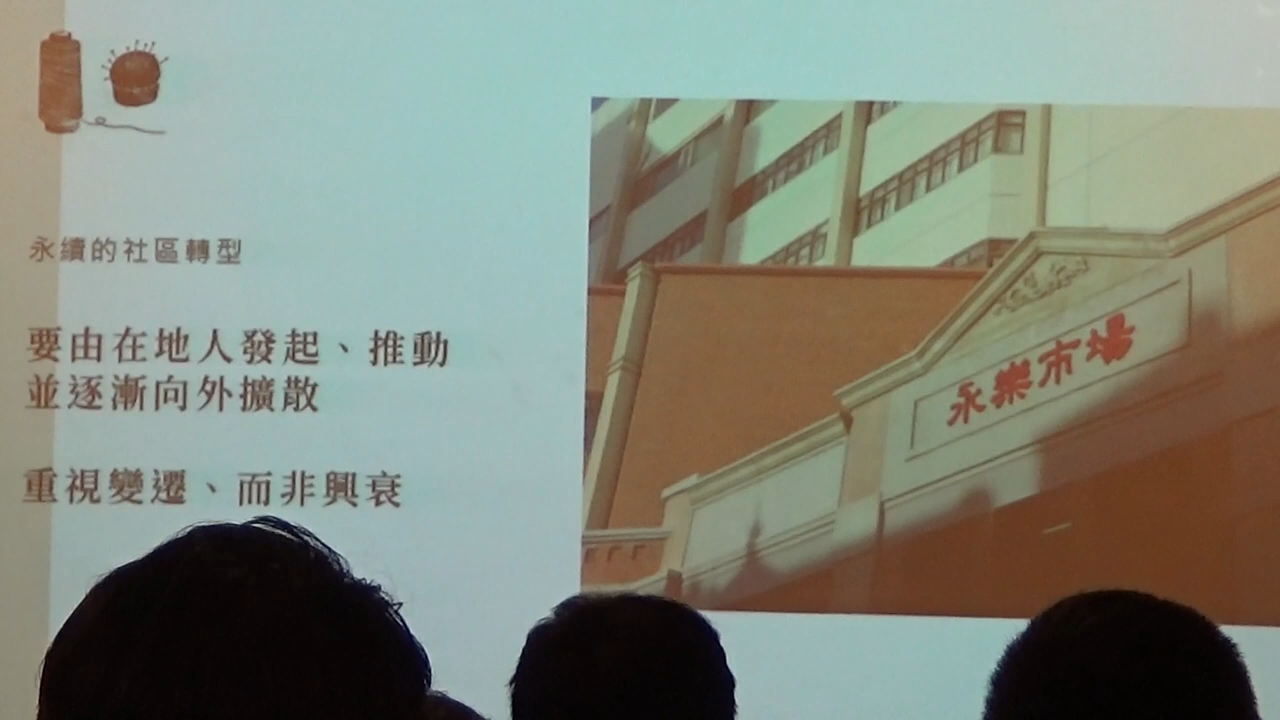 永續的社區轉型
要由在地人發起、推動
並逐漸向外擴散
重視變遷、而非興衰
永樂市場